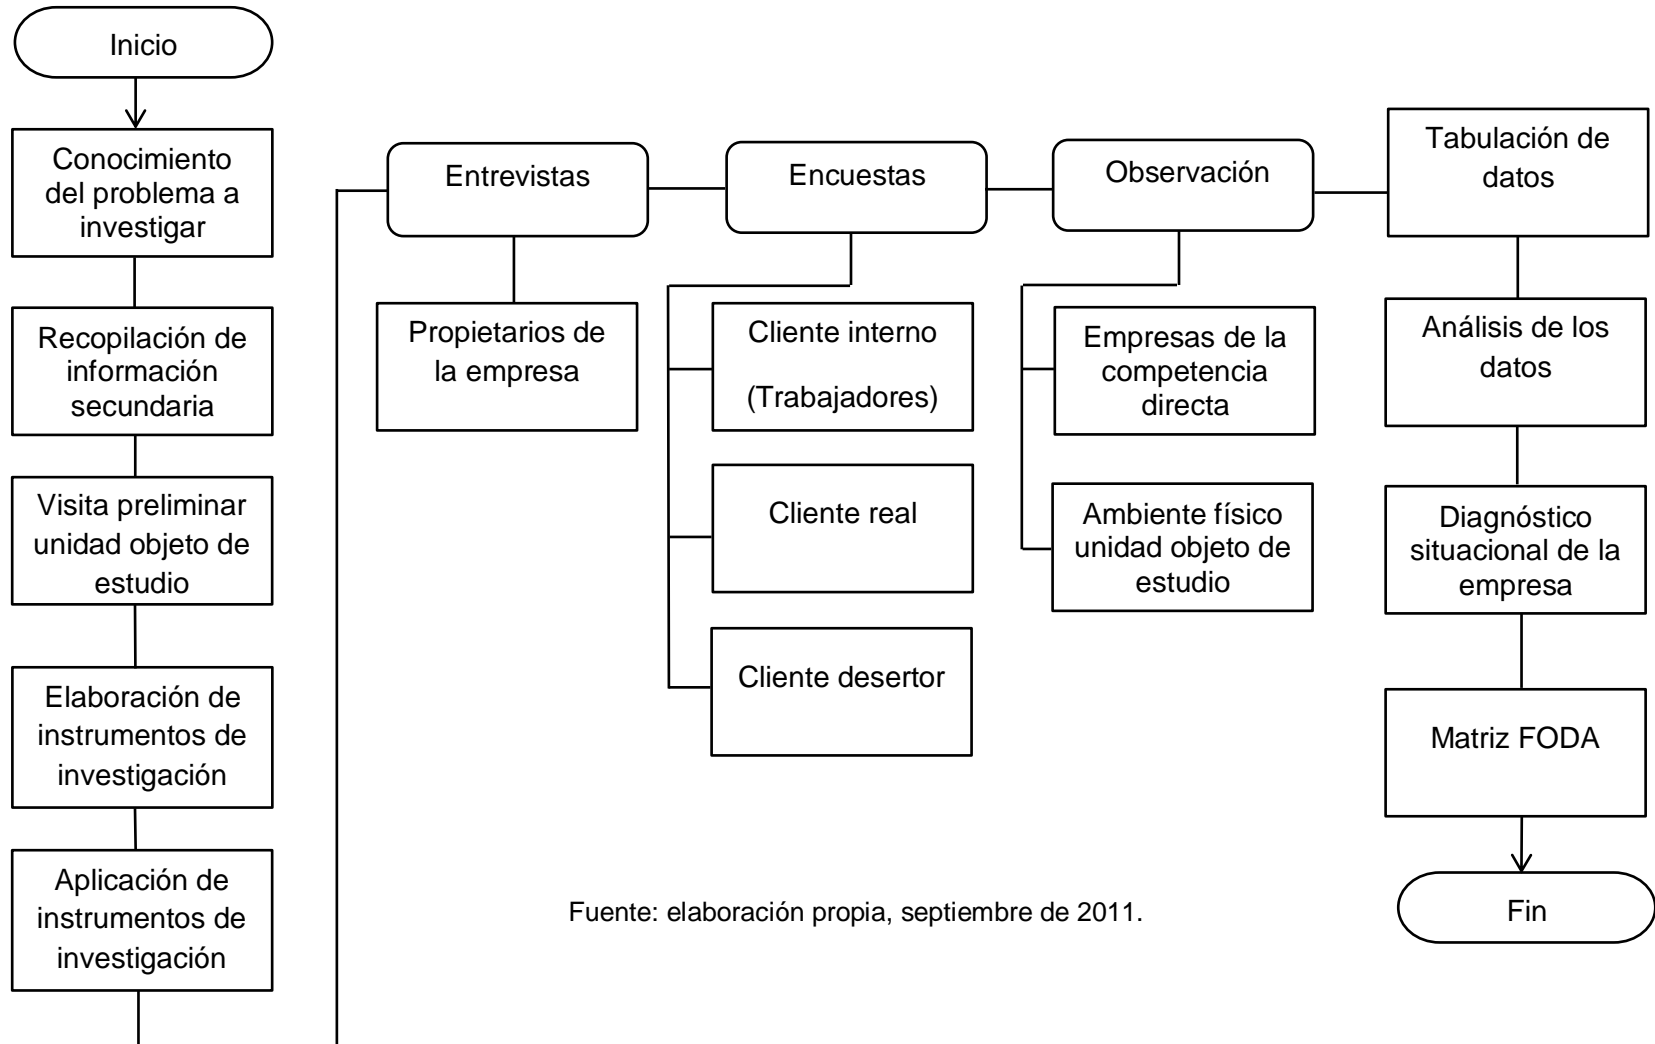 Inicio
Conocimiento
del problema a
investigar
Recopilación de
información
secundaria
Visita preliminar
unidad objeto de
estudio
Elaboración de
instrumentos de
investigación
Aplicación de
instrumentos de
investigación
Entrevistas
Propietarios de
la empresa
Encuestas
Cliente interno
(Trabajadores)
Cliente real
Cliente desertor
Observación
Empresas de la
competencia
directa
Ambiente físico
unidad objeto de
estudio
Tabulación de
datos
Análisis de los
datos
Diagnóstico
situacional de la
empresa
Matriz FODA
Fin
Fuente: elaboración propia, septiembre de 2011.